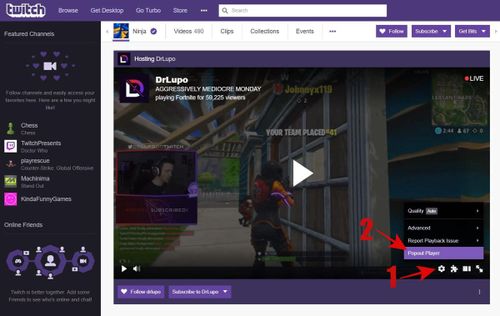 twitch
Browse
Get Desktop
Go Turbo
Store
•••
Search
Featured Channels
Follow channels and easily access your
favorites here. Here are a few you might
like!
Chess
Chess
TwitchPresents
Doctor Who
playrescue
Counter-Strike: Global Offensive
Machinima
Stand Out
KindaFunnyGames
Online Friends
Twitch is better together. Add some
Friends to see who's online and chat!
Ninja
Videos 490
Clips
Collections
Events
•••
Follow
Subscribe
Get Bits
Hosting DrLupo
DrLupo
AGGRESSIVELY MEDIOCRE MONDAY
playing Fortnite for 59,225 viewers
LIVE
Johnnyx119
YOUR TEAM PLACED
41
2:44
67
0
SUBSCRIBE!
Quality Auto
Advanced
Report Playback Issue
Popout Player
2
1
Follow drlupo
Subscribe to DrLupo